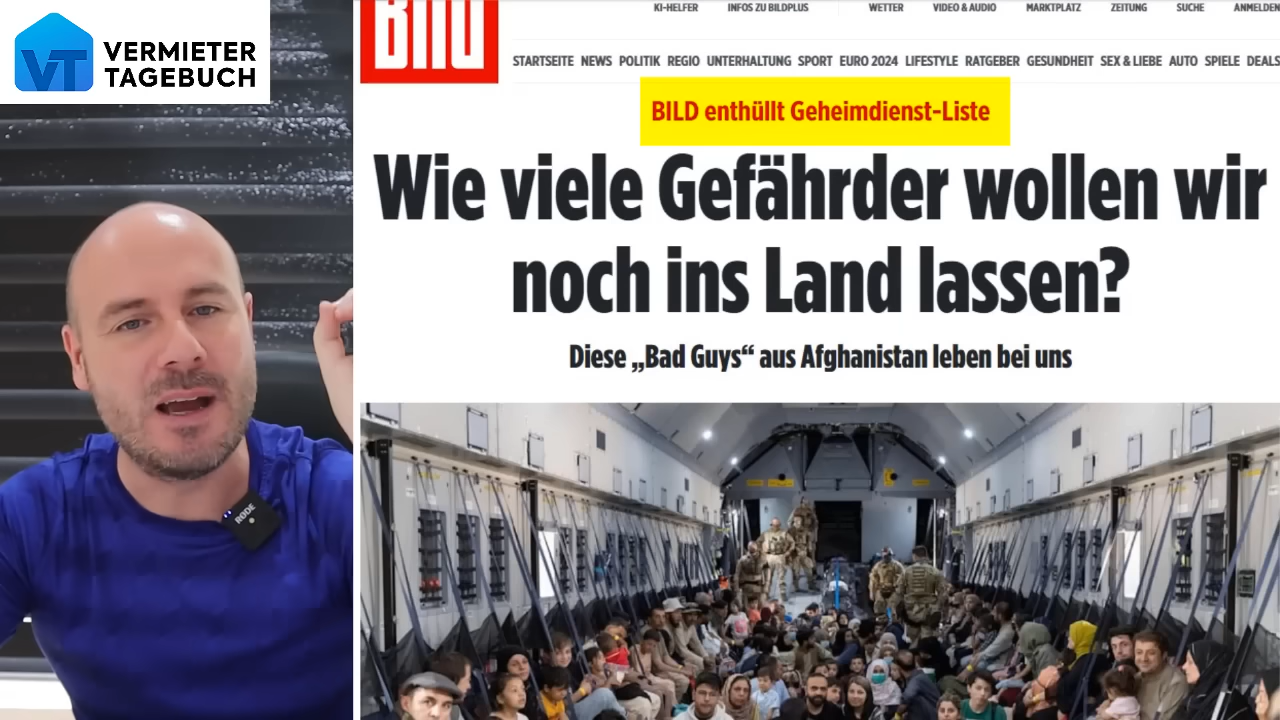 VT VERMIETER
TAGEBUCH
BILD
KI-HELFER INFOS ZU BILDPLUS WETTER VIDEO & AUDIO MARKTPLATZ ZEITUNG SUCHE ANMELDEN
STARTSEITE NEWS POLITIK REGIO UNTERHALTUNG SPORT EURO 2024 LIFESTYLE RATGEBER GESUNDHEIT SEX & LIEBE AUTO SPIELE DEALS
BILD enthüllt Geheimdienst-Liste
Wie viele Gefährder wollen wir
noch ins Land lassen?
Diese „Bad Guys“ aus Afghanistan leben bei uns
RØDE